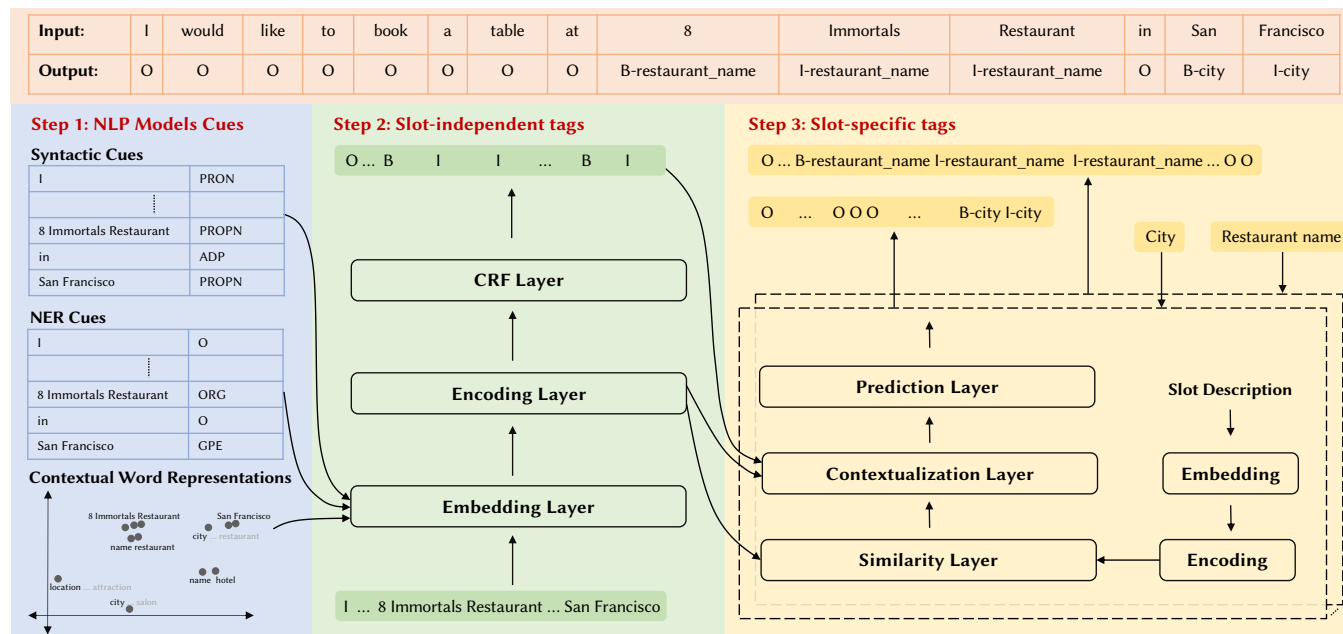 Input: I would like to book a table at 8 Immortals Restaurant in San Francisco
Output: O O O O O O O O B-restaurant_name I-restaurant_name I-restaurant_name O B-city I-city
Step 1: NLP Models Cues
Syntactic Cues
I PRON
8 Immortals Restaurant PROPN
in ADP
San Francisco PROPN
NER Cues
I O
8 Immortals Restaurant ORG
in O
San Francisco GPE
Contextual Word Representations
8 Immortals Restaurant
San Francisco
name restaurant
city ... restaurant
location ... attraction
name hotel
city ... salon
Step 2: Slot-independent tags
O ... B I I ... B I
CRF Layer
Encoding Layer
Embedding Layer
I ... 8 Immortals Restaurant ... San Francisco
Step 3: Slot-specific tags
O ... B-restaurant_name I-restaurant_name I-restaurant_name ... O O
O ... O O O ... B-city I-city
City
Restaurant name
Prediction Layer
Slot Description
Contextualization Layer
Embedding
Similarity Layer
Encoding